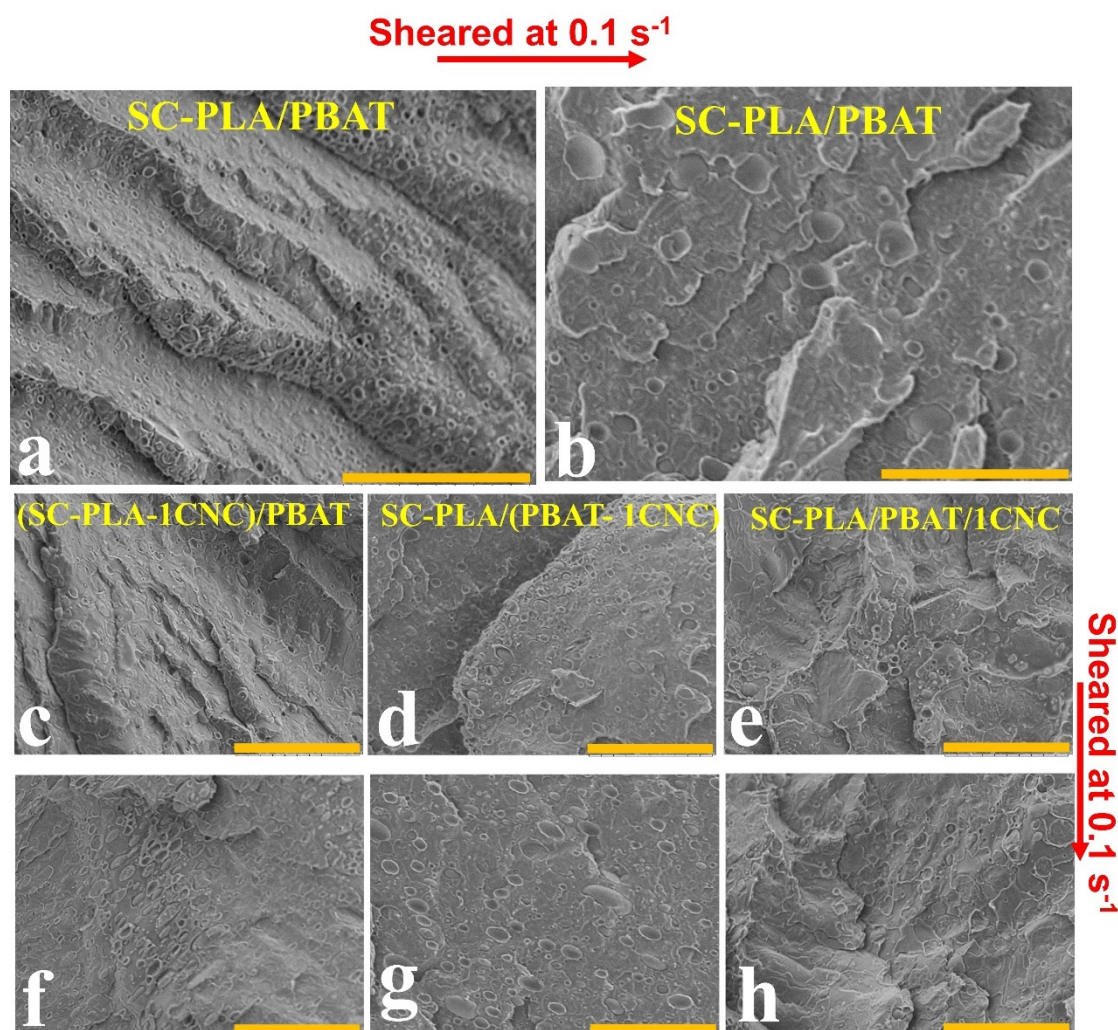 Sheared at 0.1 s⁻¹
SC-PLA/PBAT
SC-PLA/PBAT
a
b
(SC-PLA-1CNC)/PBAT
SC-PLA/(PBAT- 1CNC)
SC-PLA/PBAT/1CNC
c
d
e
Sheared at 0.1 s⁻¹
f
g
h